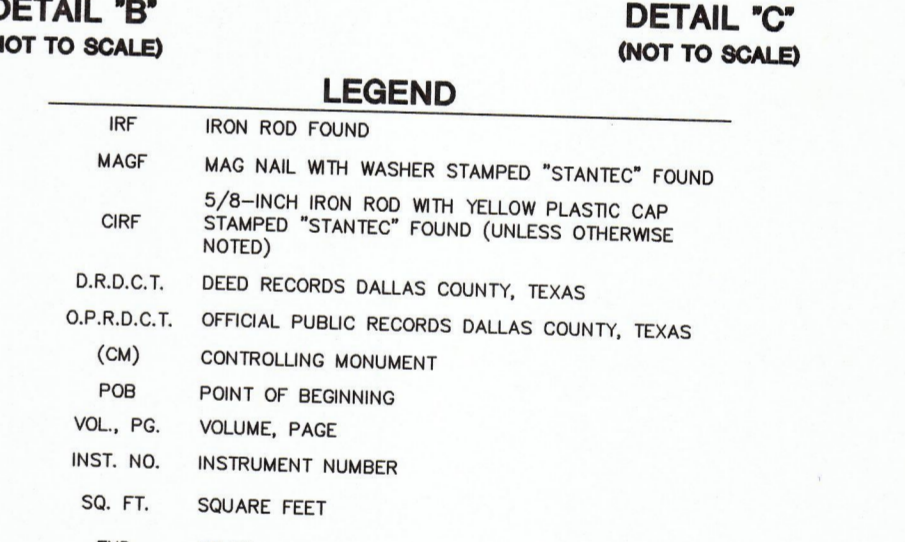 DETAIL "B"
(NOT TO SCALE)
DETAIL "C"
(NOT TO SCALE)
LEGEND
IRF IRON ROD FOUND
MAGF MAG NAIL WITH WASHER STAMPED "STANTEC" FOUND
CIRF 5/8-INCH IRON ROD WITH YELLOW PLASTIC CAP
STAMPED "STANTEC" FOUND (UNLESS OTHERWISE
NOTED)
D.R.D.C.T. DEED RECORDS DALLAS COUNTY, TEXAS
O.P.R.D.C.T. OFFICIAL PUBLIC RECORDS DALLAS COUNTY, TEXAS
(CM) CONTROLLING MONUMENT
POB POINT OF BEGINNING
VOL., PG. VOLUME, PAGE
INST. NO. INSTRUMENT NUMBER
SQ. FT. SQUARE FEET